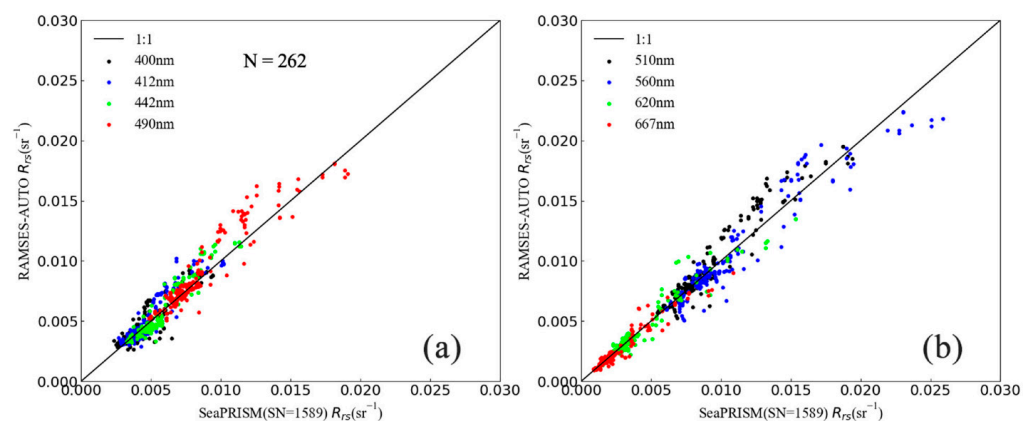 0.030
0.025
0.020
0.015
0.010
0.005
0.000
RAMSES-AUTO Rrs(sr⁻¹)
1:1
400nm
412nm
442nm
490nm
N = 262
(a)
0.000 0.005 0.010 0.015 0.020 0.025 0.030
SeaPRISM(SN=1589) Rrs(sr⁻¹)
0.030
0.025
0.020
0.015
0.010
0.005
0.000
RAMSES-AUTO Rrs(sr⁻¹)
1:1
510nm
560nm
620nm
667nm
(b)
0.000 0.005 0.010 0.015 0.020 0.025 0.030
SeaPRISM(SN=1589) Rrs(sr⁻¹)